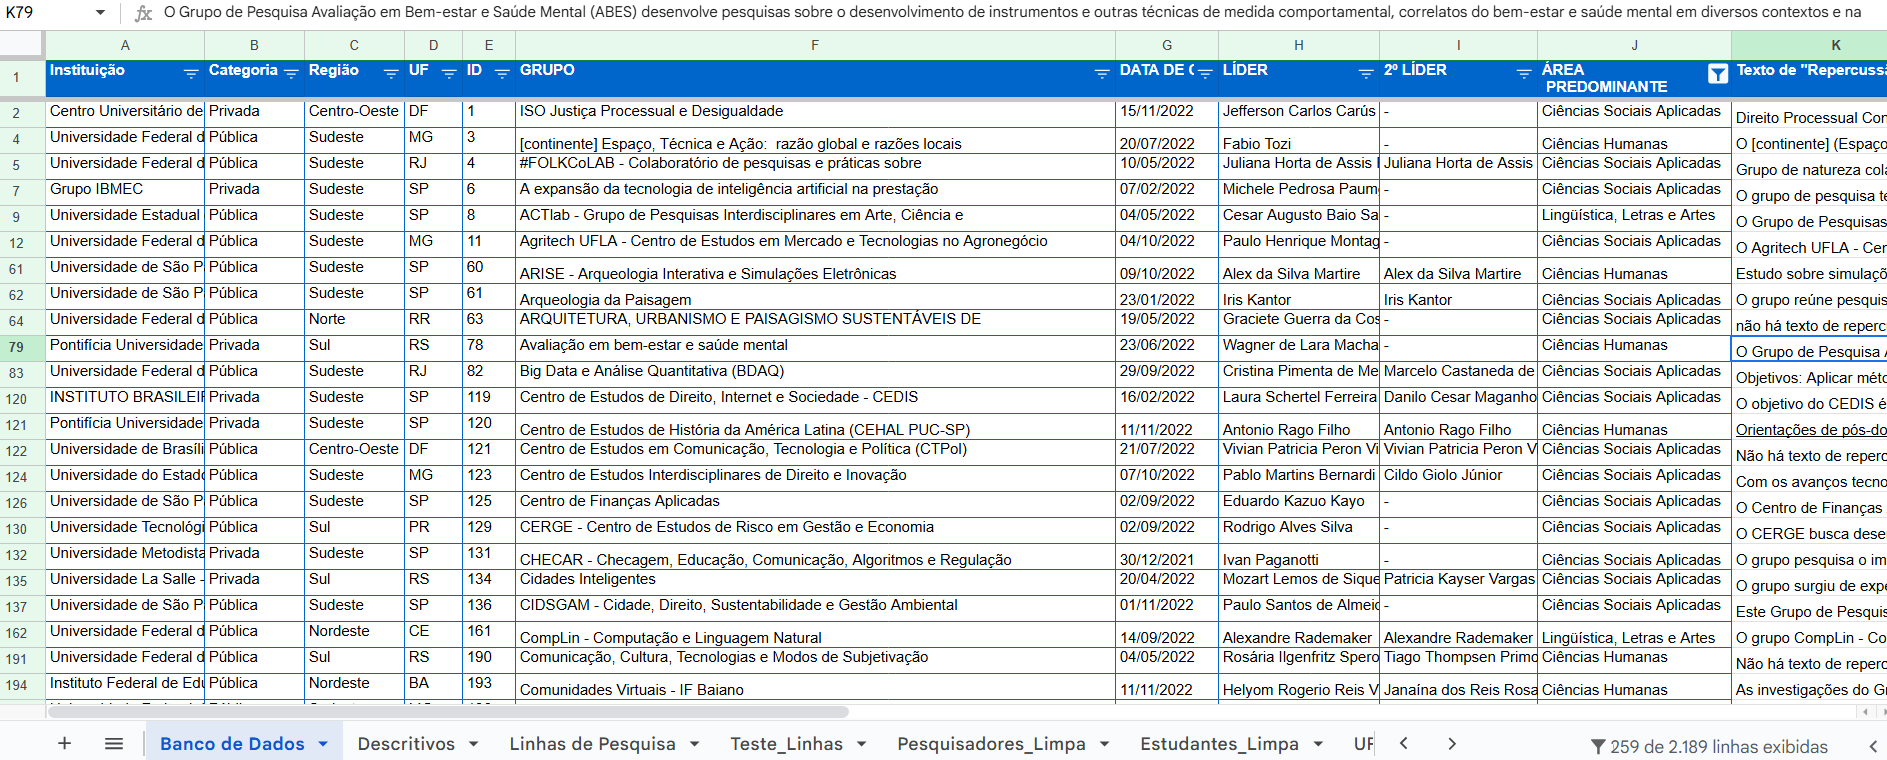 K79 O Grupo de Pesquisa Avaliação em Bem-estar e Saúde Mental (ABES) desenvolve pesquisas sobre o desenvolvimento de instrumentos e outras técnicas de medida comportamental, correlatos do bem-estar e saúde mental em diversos contextos e na
A B C D E F G H I J K
1 Instituição Categoria Região UF ID GRUPO DATA DE C LÍDER 2º LÍDER ÁREA PREDOMINANTE Texto de "Repercussã
2 Centro Universitário de Privada Centro-Oeste DF 1 ISO Justiça Processual e Desigualdade 15/11/2022 Jefferson Carlos Carús - Ciências Sociais Aplicadas Direito Processual Con
4 Universidade Federal d Pública Sudeste MG 3 [continente] Espaço, Técnica e Ação: razão global e razões locais 20/07/2022 Fabio Tozi - Ciências Humanas O [continente] (Espaço
5 Universidade Federal d Pública Sudeste RJ 4 #FOLKCoLAB - Colaboratório de pesquisas e práticas sobre 10/05/2022 Juliana Horta de Assis Juliana Horta de Assis Ciências Sociais Aplicadas Grupo de natureza cola
7 Grupo IBMEC Privada Sudeste SP 6 A expansão da tecnologia de inteligência artificial na prestação 07/02/2022 Michele Pedrosa Paum - Ciências Sociais Aplicadas O grupo de pesquisa te
9 Universidade Estadual Pública Sudeste SP 8 ACTlab - Grupo de Pesquisas Interdisciplinares em Arte, Ciência e 04/05/2022 Cesar Augusto Baio Sa - Lingüística, Letras e Artes O Grupo de Pesquisas
12 Universidade Federal d Pública Sudeste MG 11 Agritech UFLA - Centro de Estudos em Mercado e Tecnologias no Agronegócio 04/10/2022 Paulo Henrique Montag - Ciências Sociais Aplicadas O Agritech UFLA - Cen
61 Universidade de São P Pública Sudeste SP 60 ARISE - Arqueologia Interativa e Simulações Eletrônicas 09/10/2022 Alex da Silva Martire Alex da Silva Martire Ciências Humanas Estudo sobre simulaçõ
62 Universidade de São P Pública Sudeste SP 61 Arqueologia da Paisagem 23/01/2022 Iris Kantor Iris Kantor Ciências Sociais Aplicadas O grupo reúne pesquis
64 Universidade Federal d Pública Norte RR 63 ARQUITETURA, URBANISMO E PAISAGISMO SUSTENTÁVEIS DE 19/05/2022 Graciete Guerra da Cos - Ciências Sociais Aplicadas não há texto de reperc
79 Pontifícia Universidade Privada Sul RS 78 Avaliação em bem-estar e saúde mental 23/06/2022 Wagner de Lara Macha - Ciências Humanas O Grupo de Pesquisa A
83 Universidade Federal d Pública Sudeste RJ 82 Big Data e Análise Quantitativa (BDAQ) 29/09/2022 Cristina Pimenta de Me Marcelo Castaneda de Ciências Sociais Aplicadas Objetivos: Aplicar méto
120 INSTITUTO BRASILEIR Privada Sudeste SP 119 Centro de Estudos de Direito, Internet e Sociedade - CEDIS 16/02/2022 Laura Schertel Ferreira Danilo Cesar Maganho Ciências Sociais Aplicadas O objetivo do CEDIS é
121 Pontifícia Universidade Privada Sudeste SP 120 Centro de Estudos de História da América Latina (CEHAL PUC-SP) 11/11/2022 Antonio Rago Filho Antonio Rago Filho Ciências Humanas Orientações de pós-do
122 Universidade de Brasíli Pública Centro-Oeste DF 121 Centro de Estudos em Comunicação, Tecnologia e Política (CTPol) 21/07/2022 Vivian Patricia Peron Vi Vivian Patricia Peron V Ciências Sociais Aplicadas Não há texto de reperc
124 Universidade do Estado Pública Sudeste MG 123 Centro de Estudos Interdisciplinares de Direito e Inovação 07/10/2022 Pablo Martins Bernardi Cildo Giolo Júnior Ciências Sociais Aplicadas Com os avanços tecno
126 Universidade de São P Pública Sudeste SP 125 Centro de Finanças Aplicadas 02/09/2022 Eduardo Kazuo Kayo - Ciências Sociais Aplicadas O Centro de Finanças
130 Universidade Tecnológi Pública Sul PR 129 CERGE - Centro de Estudos de Risco em Gestão e Economia 02/09/2022 Rodrigo Alves Silva - Ciências Sociais Aplicadas O CERGE busca dese
132 Universidade Metodista Privada Sudeste SP 131 CHECAR - Checagem, Educação, Comunicação, Algoritmos e Regulação 30/12/2021 Ivan Paganotti - Ciências Sociais Aplicadas O grupo pesquisa o im
135 Universidade La Salle - Privada Sul RS 134 Cidades Inteligentes 20/04/2022 Mozart Lemos de Sique Patricia Kayser Vargas Ciências Sociais Aplicadas O grupo surgiu de expe
137 Universidade de São P Pública Sudeste SP 136 CIDSGAM - Cidade, Direito, Sustentabilidade e Gestão Ambiental 01/11/2022 Paulo Santos de Almeic - Ciências Sociais Aplicadas Este Grupo de Pesquis
162 Universidade Federal d Pública Nordeste CE 161 CompLin - Computação e Linguagem Natural 14/09/2022 Alexandre Rademaker Alexandre Rademaker Lingüística, Letras e Artes O grupo CompLin - Co
191 Universidade Federal d Pública Sul RS 190 Comunicação, Cultura, Tecnologias e Modos de Subjetivação 04/05/2022 Rosária Ilgenfritz Spero Tiago Thompsen Primo Ciências Humanas Não há texto de reperc
194 Instituto Federal de Edu Pública Nordeste BA 193 Comunidades Virtuais - IF Baiano 11/11/2022 Helyom Rogerio Reis V Janaína dos Reis Rosa Ciências Humanas As investigações do Gr
Banco de Dados Descritivos Linhas de Pesquisa Teste_Linhas Pesquisadores_Limpa Estudantes_Limpa UF 259 de 2.189 linhas exibidas